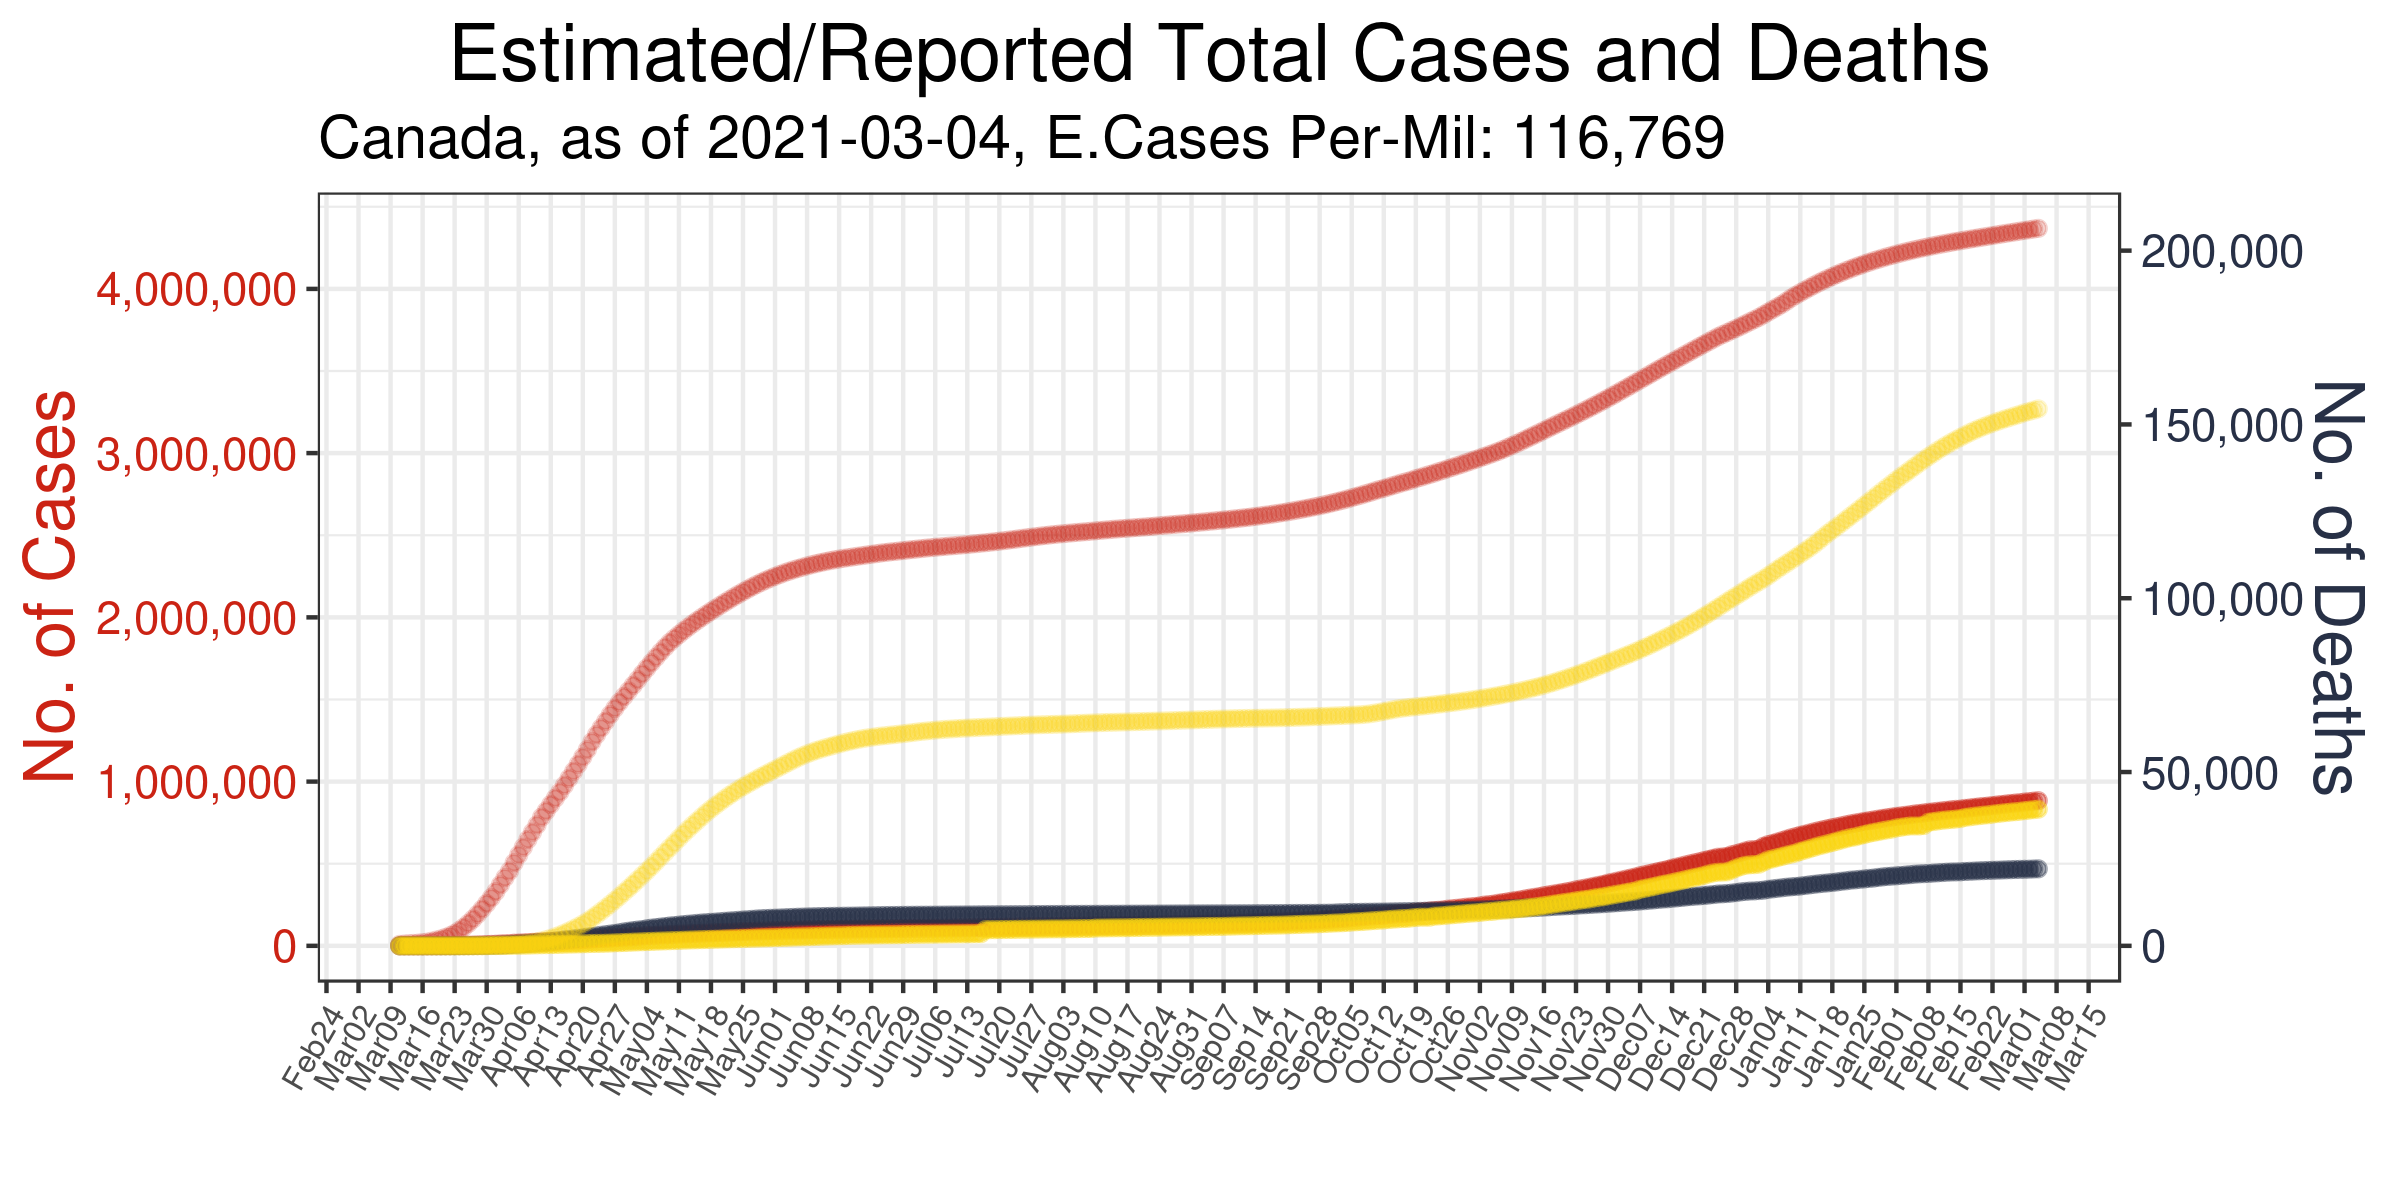 Estimated/Reported Total Cases and Deaths
Canada, as of 2021-03-04, E.Cases Per-Mil: 116,769
No. of Cases
4,000,000
3,000,000
2,000,000
1,000,000
0
200,000
150,000
100,000
50,000
0
No. of Deaths
Feb24
Mar02
Mar09
Mar16
Mar23
Mar30
Apr06
Apr13
Apr20
Apr27
May04
May11
May18
May25
Jun01
Jun08
Jun15
Jun22
Jun29
Jul06
Jul13
Jul20
Jul27
Aug03
Aug10
Aug17
Aug24
Aug31
Sep07
Sep14
Sep21
Sep28
Oct05
Oct12
Oct19
Oct26
Nov02
Nov09
Nov16
Nov23
Nov30
Dec07
Dec14
Dec21
Dec28
Jan04
Jan11
Jan18
Jan25
Feb01
Feb08
Feb15
Feb22
Mar01
Mar08
Mar15